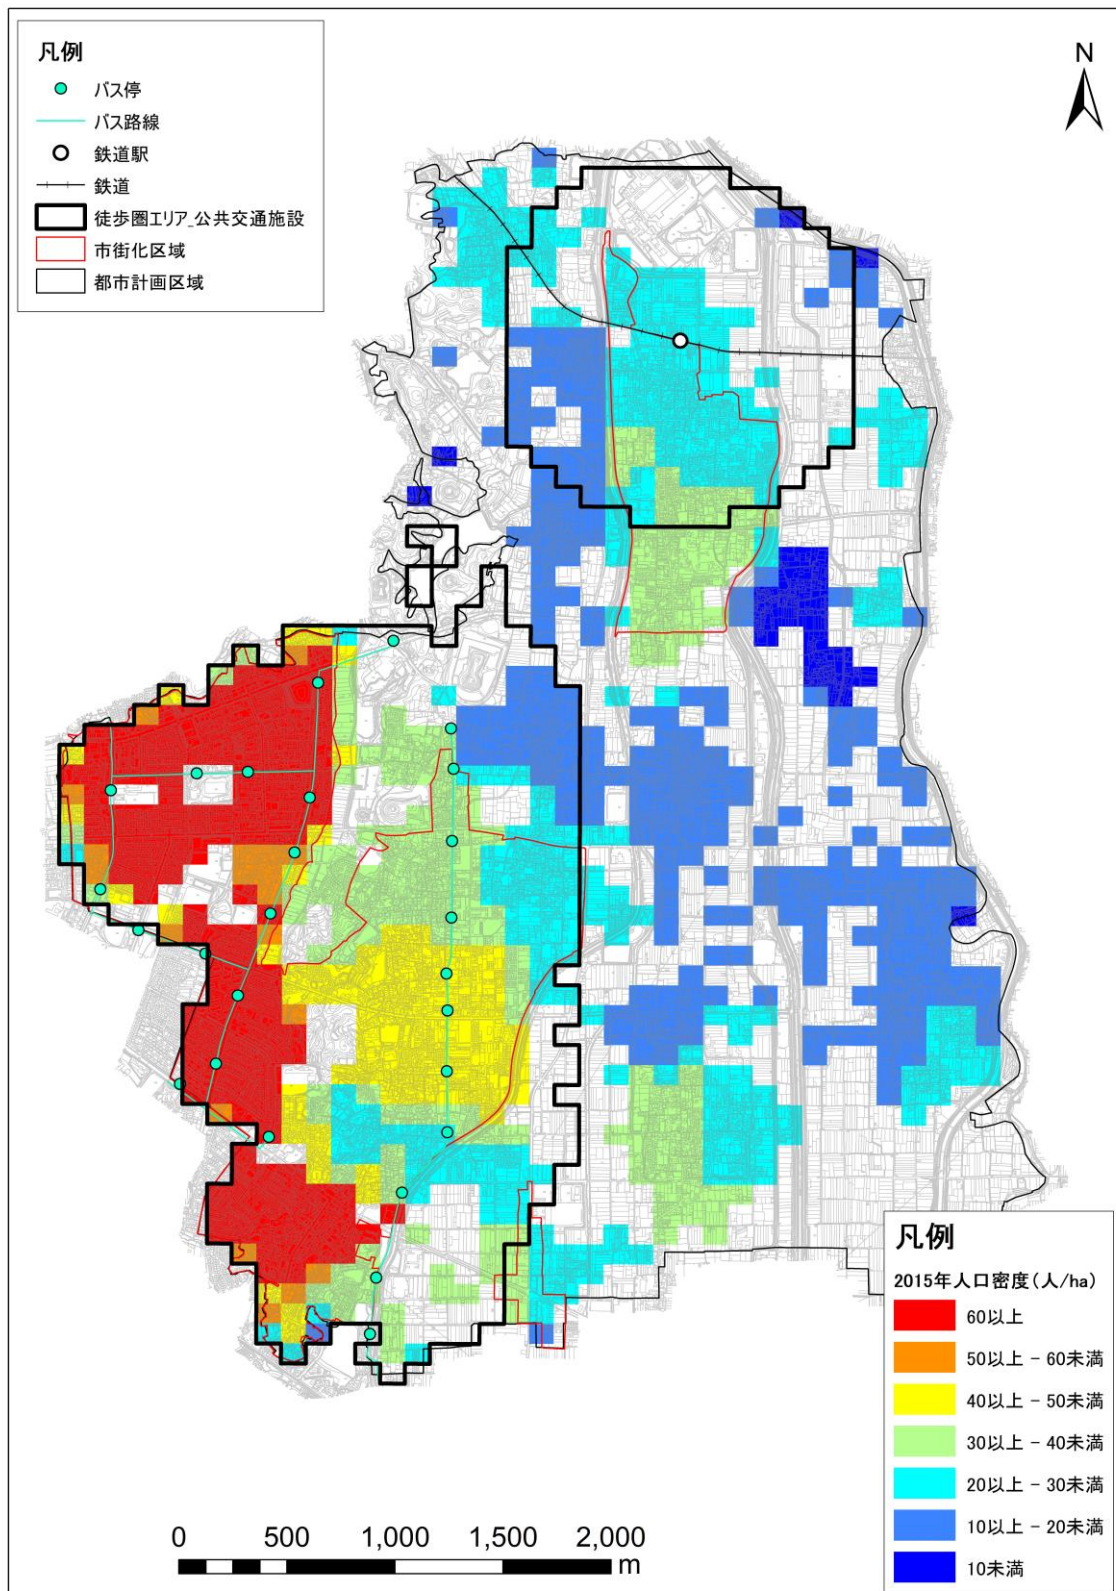 凡例
バス停
バス路線
鉄道駅
鉄道
徒歩圏エリア_公共交通施設
市街化区域
都市計画区域
N
凡例
2015年人口密度(人/ha)
60以上
50以上 - 60未満
40以上 - 50未満
30以上 - 40未満
20以上 - 30未満
10以上 - 20未満
10未満
0 500 1,000 1,500 2,000
m